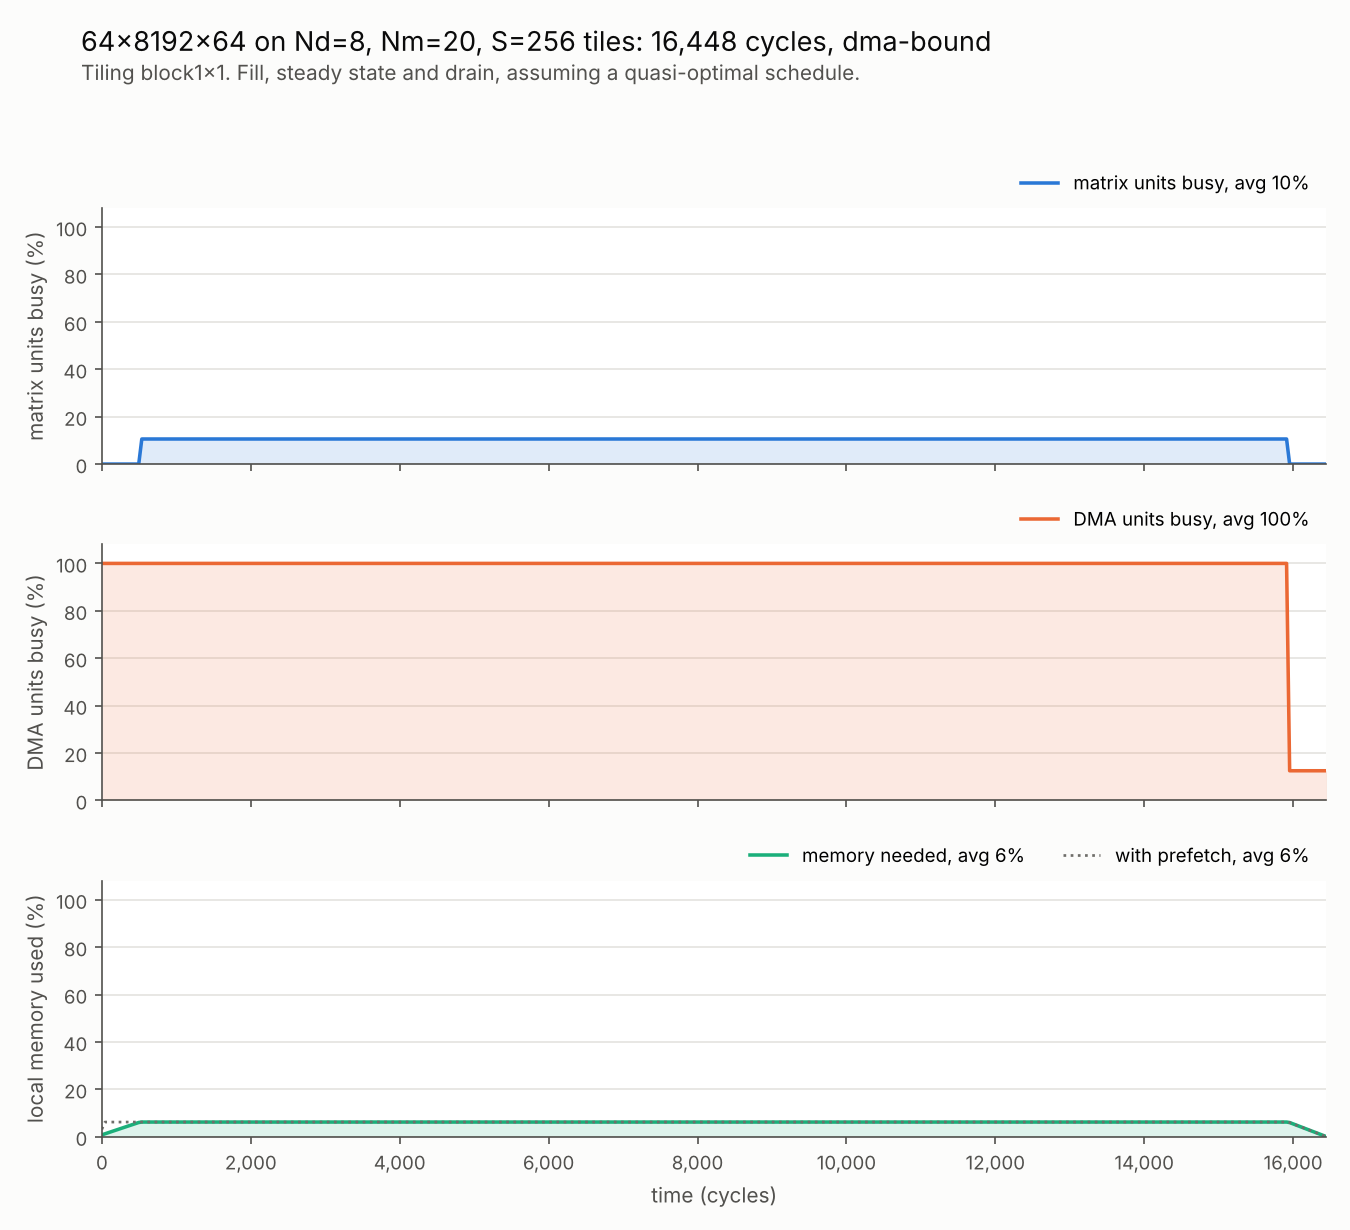 64×8192×64 on Nd=8, Nm=20, S=256 tiles: 16,448 cycles, dma-bound
Tiling block1×1. Fill, steady state and drain, assuming a quasi-optimal schedule.
matrix units busy, avg 10%
matrix units busy (%)
100
80
60
40
20
0
DMA units busy, avg 100%
DMA units busy (%)
100
80
60
40
20
0
memory needed, avg 6%
with prefetch, avg 6%
local memory used (%)
100
80
60
40
20
0
0
2,000
4,000
6,000
8,000
10,000
12,000
14,000
16,000
time (cycles)